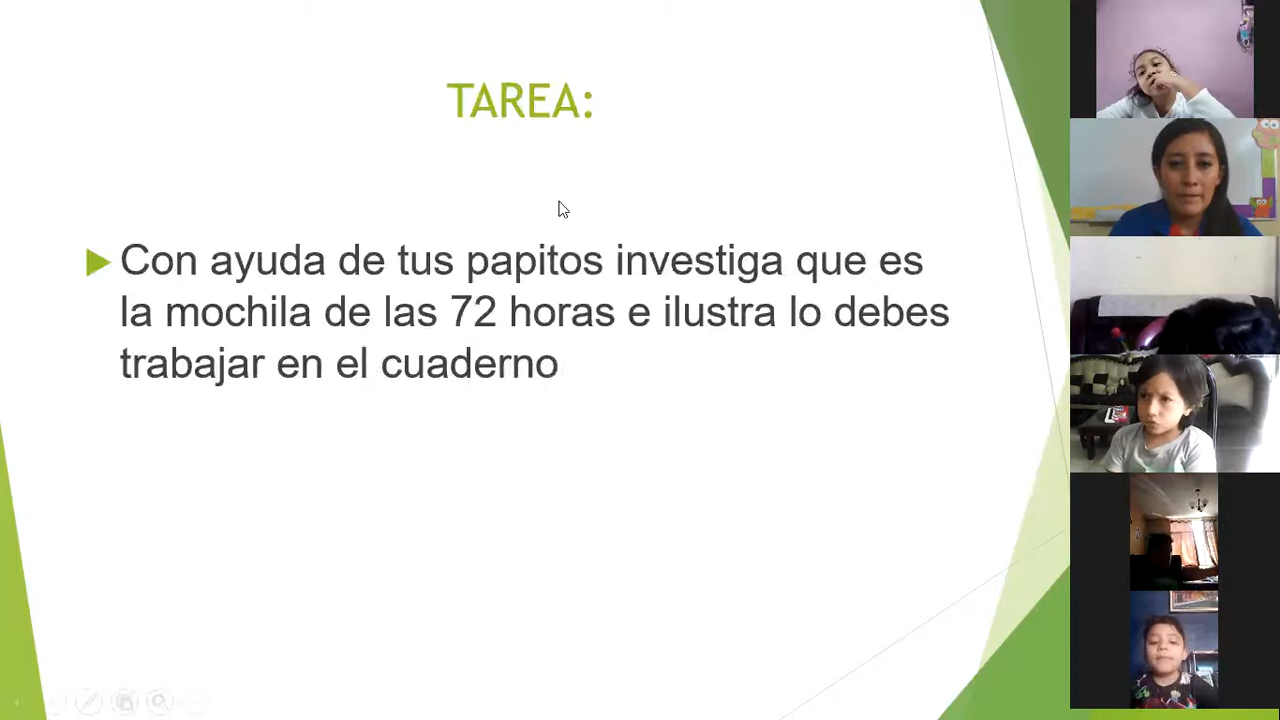 TAREA:
Con ayuda de tus papitos investiga que es
la mochila de las 72 horas e ilustra lo debes
trabajar en el cuaderno